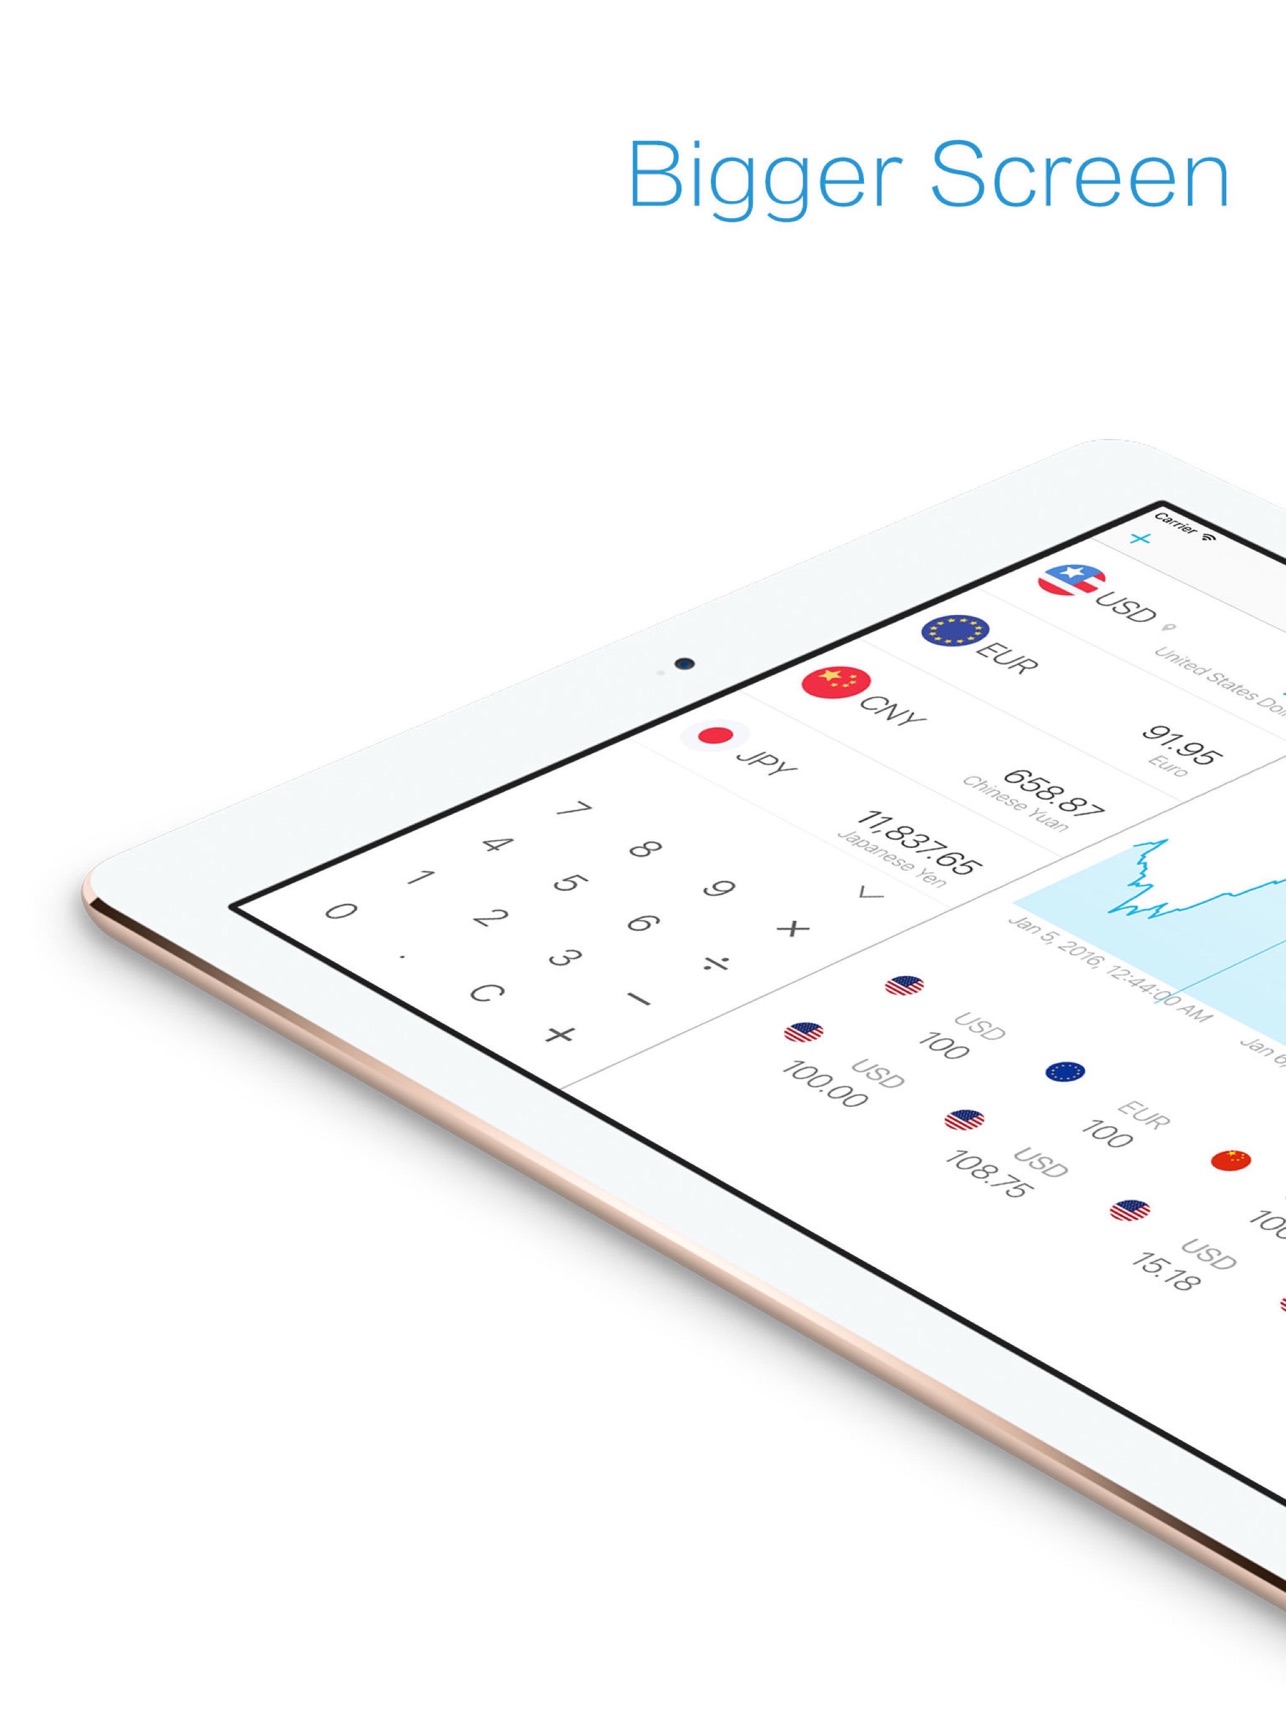 Bigger Screen
Carrier
+
USD
United States
EUR
91.95
Euro
CNY
658.87
Chinese Yuan
JPY
11,837.65
Japanese Yen
7 8 9 ×
4 5 6 ÷
1 2 3 −
0 . C +
Jan 5, 2016, 12:44:00 AM
Jan 6,
USD
100
USD
100.00
EUR
100
USD
108.75
USD
15.18